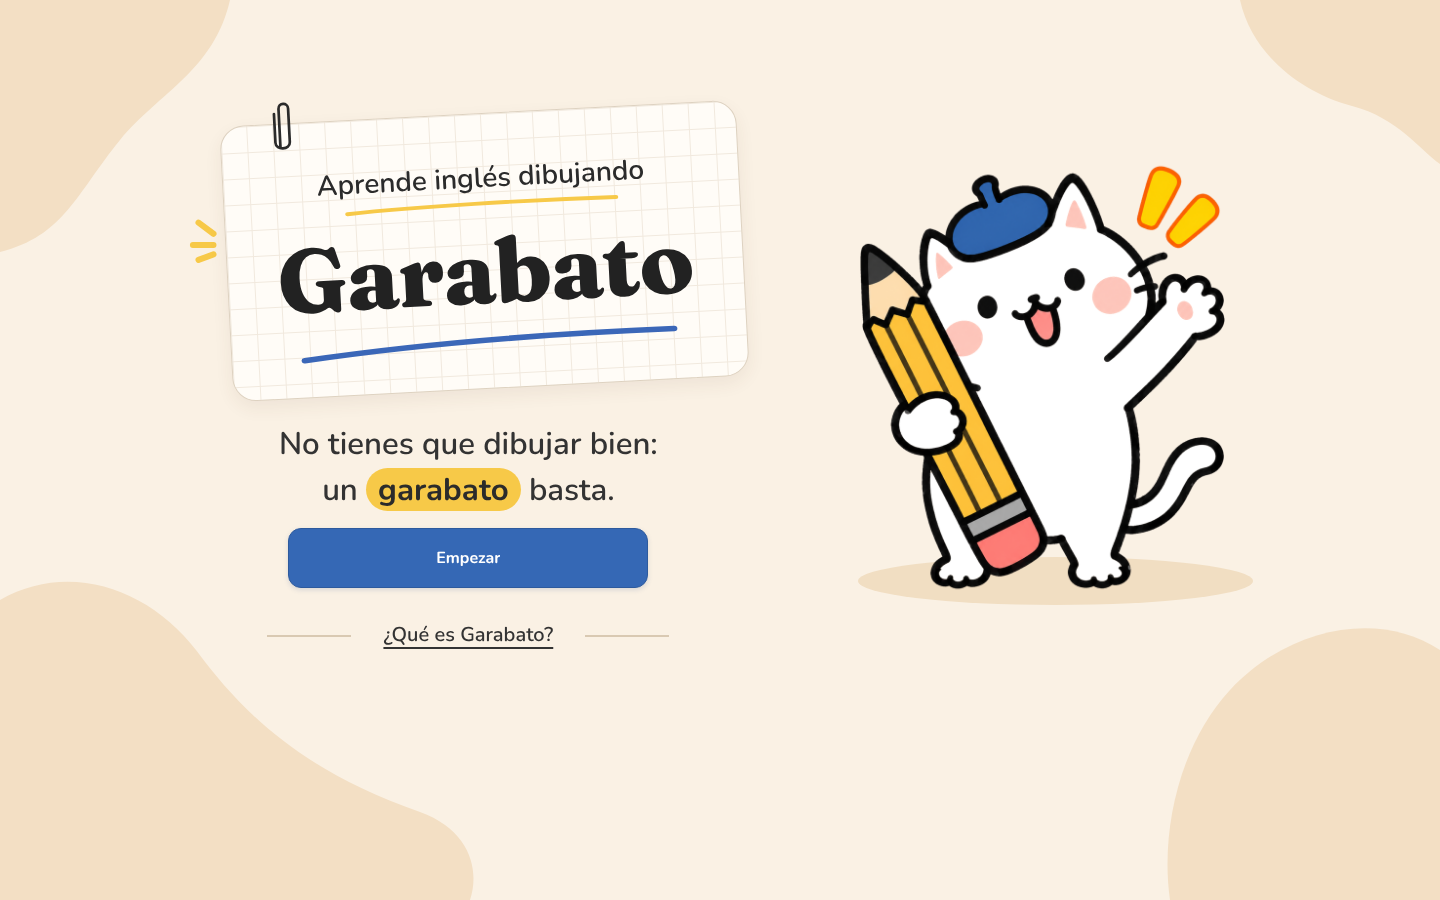 Aprende inglés dibujando
Garabato
No tienes que dibujar bien:
un garabato basta.
Empezar
¿Qué es Garabato?